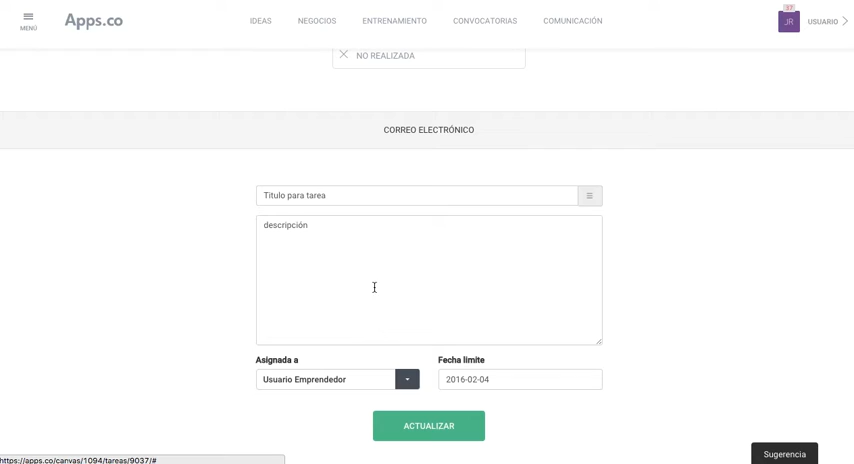 37
MENÚ
Apps.co
IDEAS NEGOCIOS ENTRENAMIENTO CONVOCATORIAS COMUNICACIÓN
JR USUARIO
NO REALIZADA
CORREO ELECTRÓNICO
Titulo para tarea
descripción
Asignada a Fecha limite
Usuario Emprendedor 2016-02-04
ACTUALIZAR
Sugerencia
https://apps.co/canvas/1094/tareas/9037/#